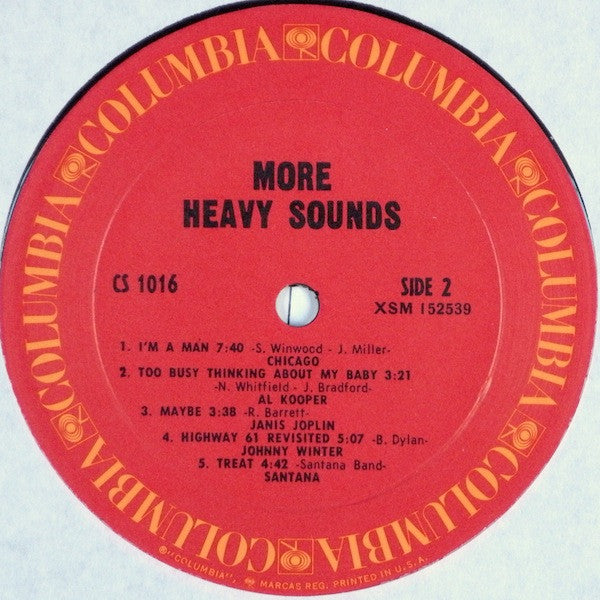 COLUMBIA COLUMBIA COLUMBIA COLUMBIA COLUMBIA COLUMBIA
MORE
HEAVY SOUNDS
CS 1016
SIDE 2
XSM 152539
1. I'M A MAN 7:40 -S. Winwood - J. Miller-
CHICAGO
2. TOO BUSY THINKING ABOUT MY BABY 3:21
-N. Whitfield - J. Bradford-
AL KOOPER
3. MAYBE 3:38 -R. Barrett-
JANIS JOPLIN
4. HIGHWAY 61 REVISITED 5:07 -B. Dylan-
JOHNNY WINTER
5. TREAT 4:42 -Santana Band-
SANTANA
®"COLUMBIA", MARCAS REG. PRINTED IN U.S.A.